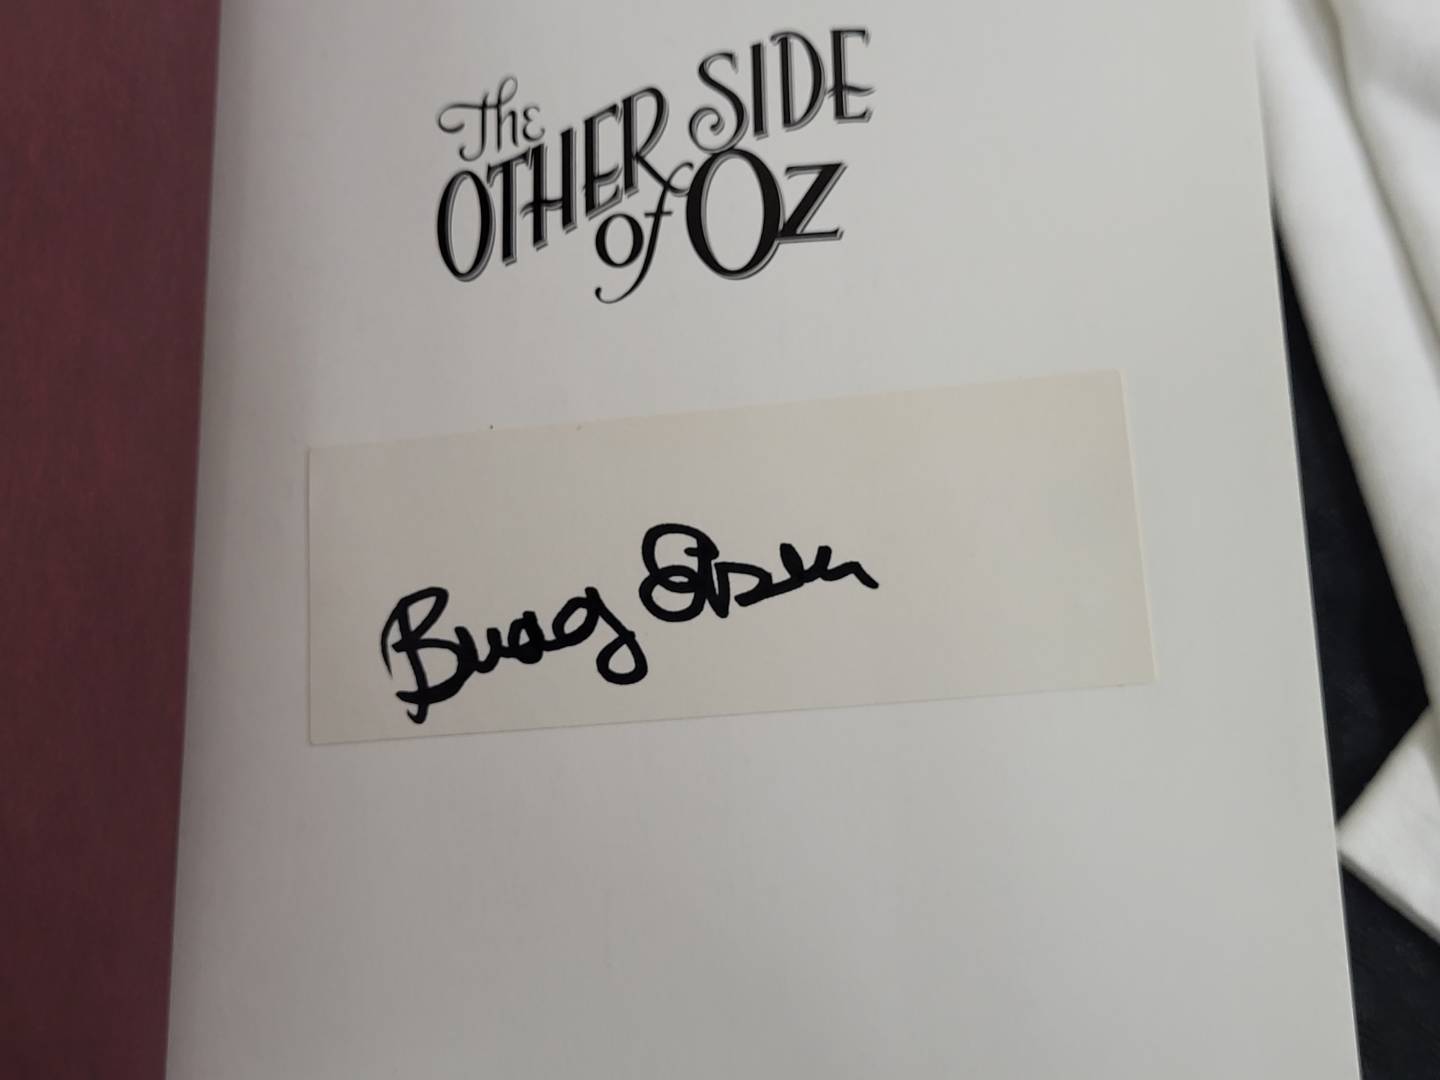 The
OTHER SIDE
of OZ
Buddy Ebsen